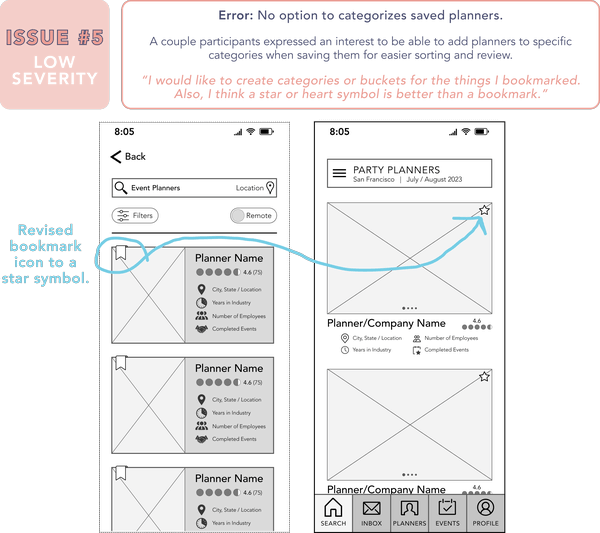 ISSUE #5
LOW
SEVERITY
Error: No option to categorizes saved planners.
A couple participants expressed an interest to be able to add planners to specific
categories when saving them for easier sorting and review.
“I would like to create categories or buckets for the things I bookmarked.
Also, I think a star or heart symbol is better than a bookmark.”
Revised
bookmark
icon to a
star symbol.
8:05
Back
Event Planners Location
Filters Remote
Planner Name
4.6 (75)
City, State / Location
Years in Industry
Number of Employees
Completed Events
Planner Name
4.6 (75)
City, State / Location
Years in Industry
Number of Employees
Completed Events
Planner Name
4.6 (75)
City, State / Location
Years in Industry
Number of Employees
Completed Events
8:05
PARTY PLANNERS
San Francisco | July / August 2023
Planner/Company Name 4.6
City, State / Location Number of Employees
Years in Industry Completed Events
Planner/Company Name 4.6
SEARCH INBOX PLANNERS EVENTS PROFILE